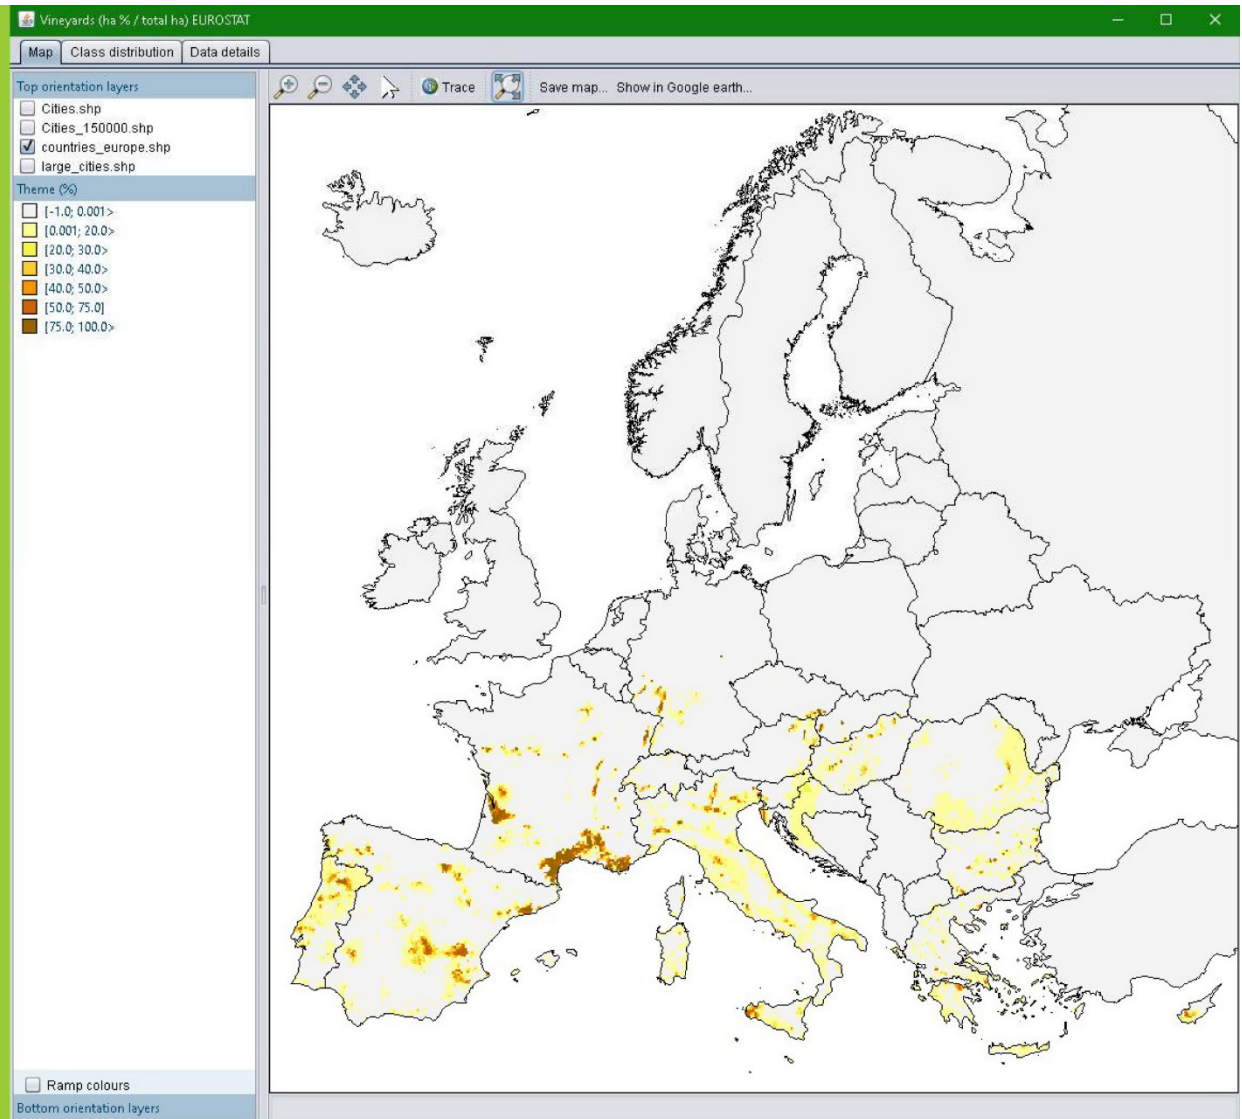 Vineyards (ha % / total ha) EUROSTAT
Map Class distribution Data details
Top orientation layers
Cities.shp
Cities_150000.shp
countries_europe.shp
large_cities.shp
Theme (%)
[-1.0; 0.001>
[0.001; 20.0>
[20.0; 30.0>
[30.0; 40.0>
[40.0; 50.0>
[50.0; 75.0]
[75.0; 100.0>
Ramp colours
Bottom orientation layers
Trace Save map... Show in Google earth...